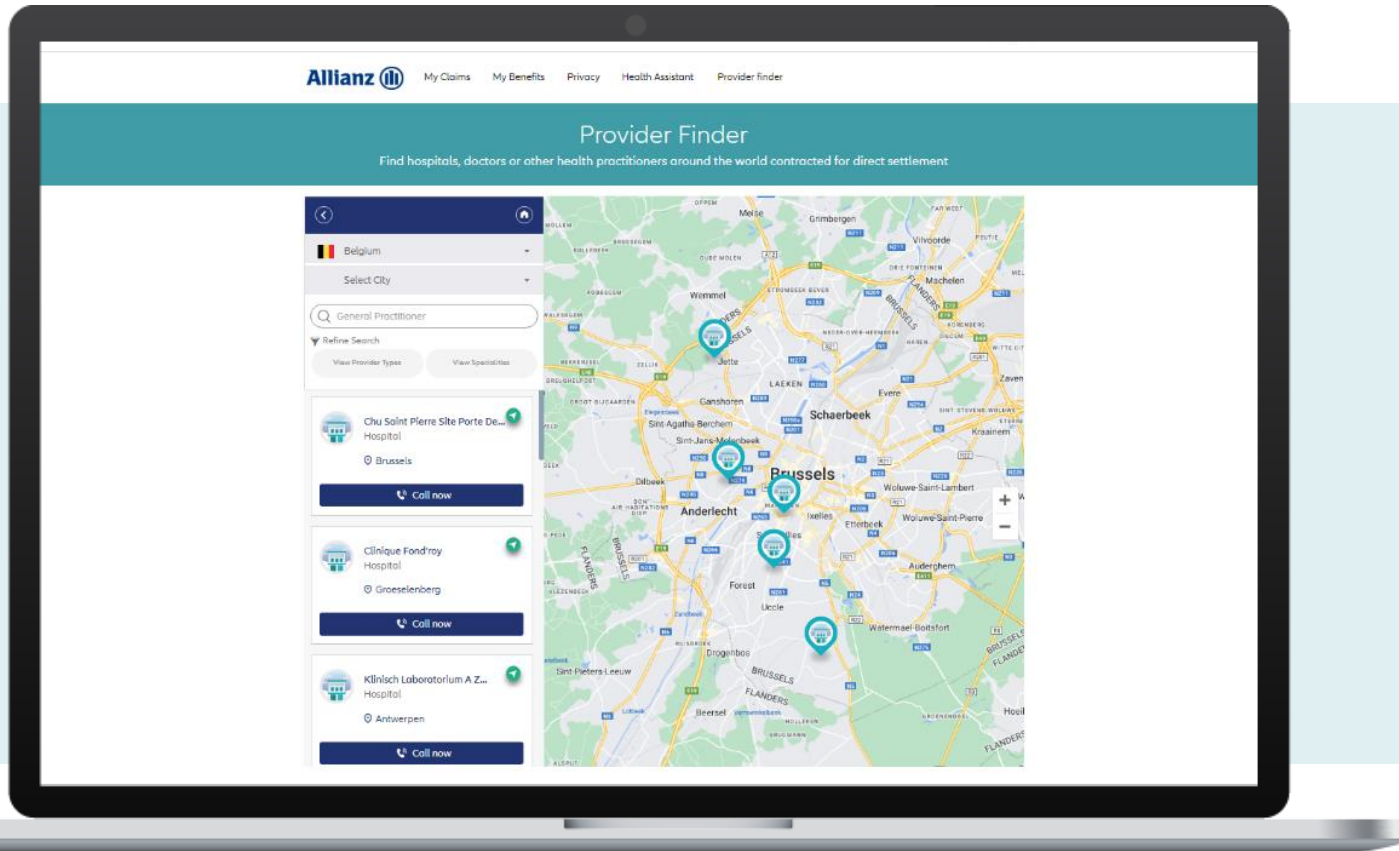 Allianz
My Claims
My Benefits
Privacy
Health Assistant
Provider finder
Provider Finder
Find hospitals, doctors or other health practitioners around the world contracted for direct settlement
Belgium
Select City
General Practitioner
Refine Search
View Provider Types
View Specialities
Chu Saint Pierre Site Porte De...
Hospital
Brussels
Call now
Clinique Fond'roy
Hospital
Groeselenberg
Call now
Klinisch Laboratorium A Z...
Hospital
Antwerpen
Call now
Meise
Grimbergen
Vilvoorde
Machelen
Wemmel
Jette
LAEKEN
Evere
Zaven
Ganshoren
Schaerbeek
Sint-Agatha-Berchem
Sint-Jans-Molenbeek
Kraainem
Dilbeek
Brussels
Woluwe-Saint-Lambert
Anderlecht
Ixelles
Etterbeek
Woluwe-Saint-Pierre
Auderghem
Forest
Uccle
Watermael-Boitsfort
Drogenbos
Sint-Pieters-Leeuw
BRUSSELS
FLANDERS
Beersel
Hoeil